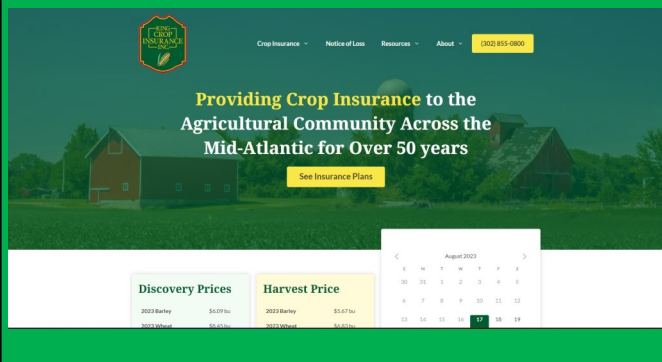 KING
CROP
INSURANCE
INC.
Crop Insurance
Notice of Loss
Resources
About
(302) 855-0800
Providing Crop Insurance to the
Agricultural Community Across the
Mid-Atlantic for Over 50 years
See Insurance Plans
August 2023
S M T W T F S
30 31 1 2 3 4 5
6 7 8 9 10 11 12
13 14 15 16 17 18 19
Discovery Prices
2023 Barley $6.09 bu
2023 Wheat $8.45 bu
Harvest Price
2023 Barley $5.67 bu
2023 Wheat $6.83 bu